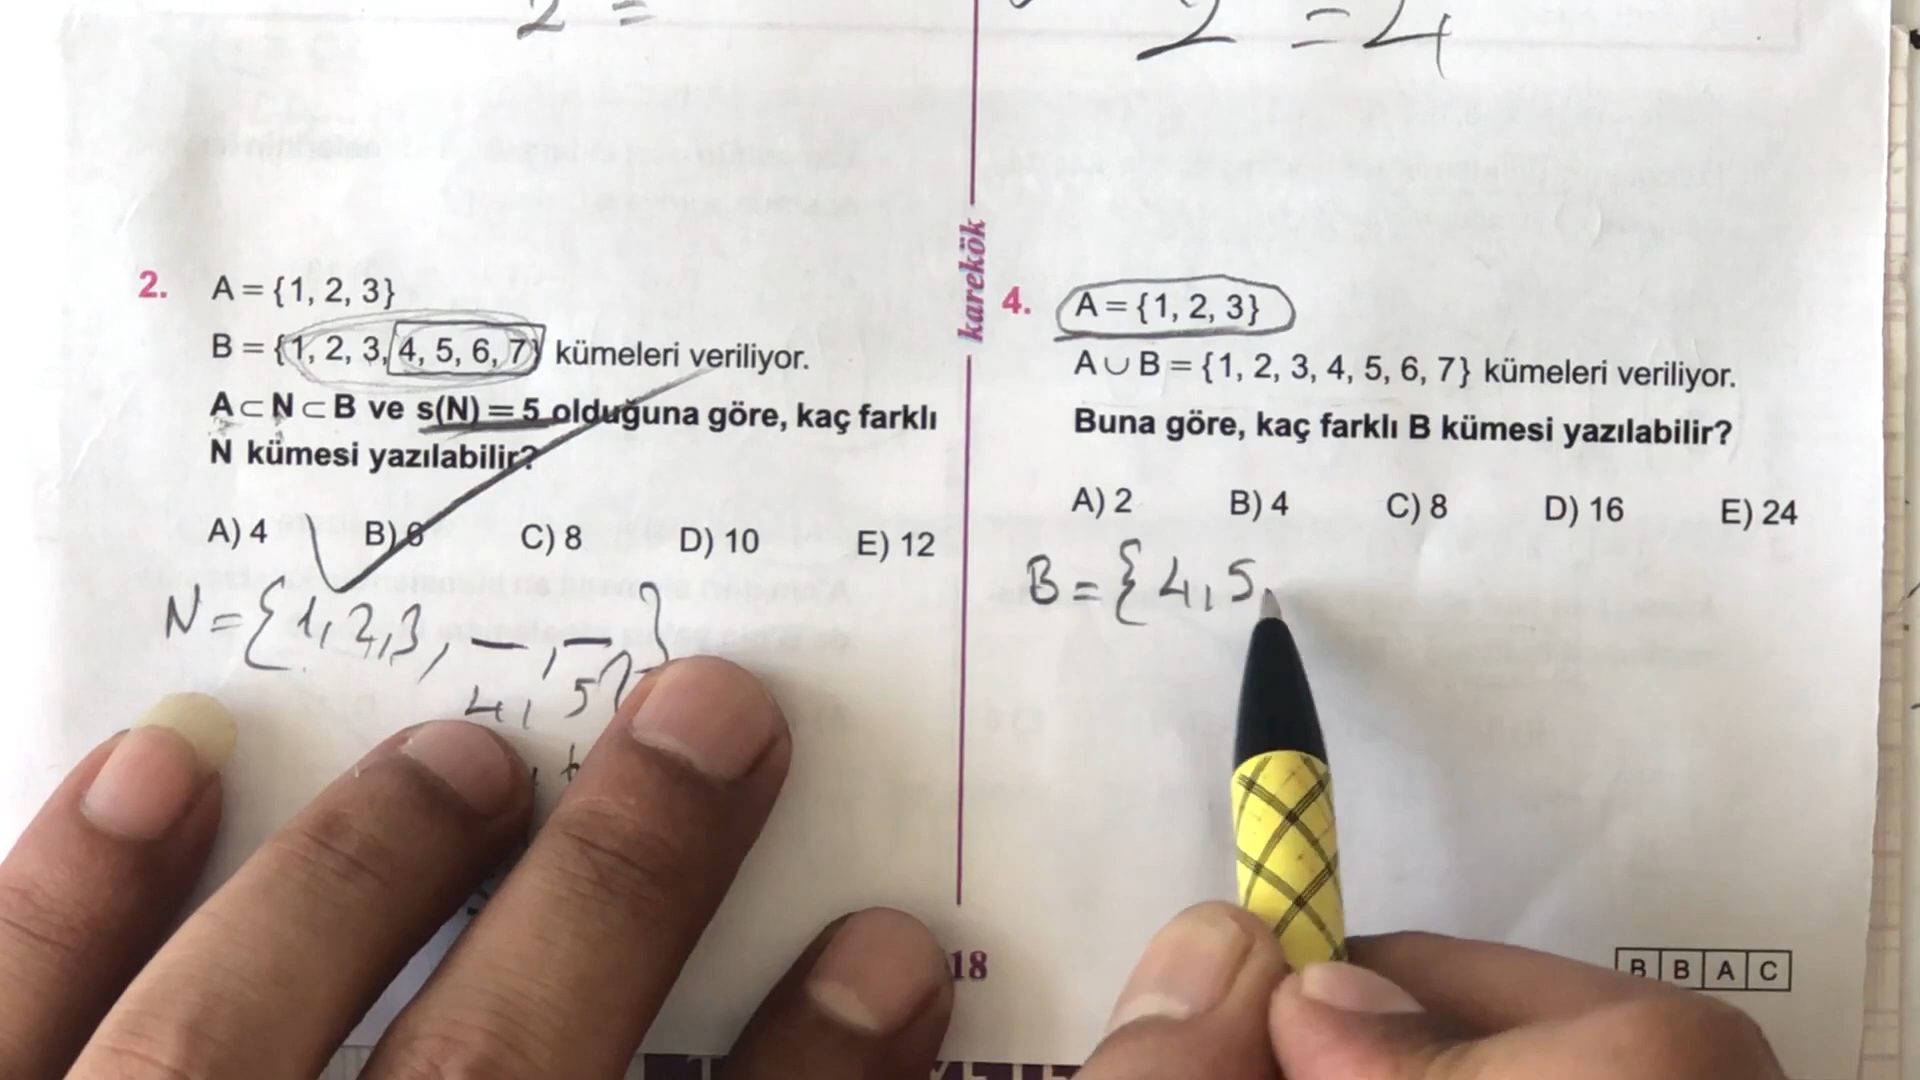 2 =
2 = 4
2. A = {1, 2, 3}
B = {1, 2, 3, 4, 5, 6, 7} kümeleri veriliyor.
A ⊂ N ⊂ B ve s(N) = 5 olduğuna göre, kaç farklı
N kümesi yazılabilir?
A) 4 B) 6 C) 8 D) 10 E) 12
N = {1, 2, 3, _, _}
4, 5
karekök
4. A = {1, 2, 3}
A ∪ B = {1, 2, 3, 4, 5, 6, 7} kümeleri veriliyor.
Buna göre, kaç farklı B kümesi yazılabilir?
A) 2 B) 4 C) 8 D) 16 E) 24
B = {4, 5,
18
B B A C